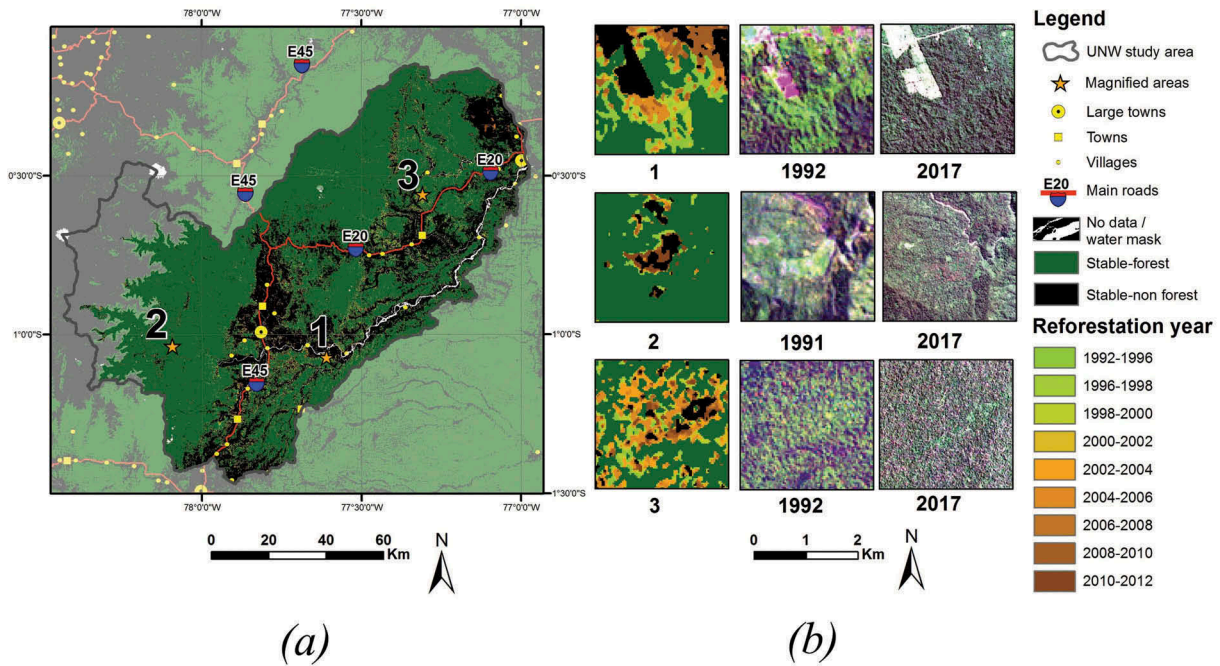 78°0'0"W 77°30'0"W 77°0'0"W
E45
0°30'0"S 0°30'0"S
E45
3
E20
E20
2
1
1°0'0"S 1°0'0"S
E45
1°30'0"S
78°0'0"W 77°30'0"W 77°0'0"W
0 20 40 60
Km
N
(a)
1 1992 2017
2 1991 2017
3 1992 2017
0 1 2
Km
N
(b)
Legend
UNW study area
Magnified areas
Large towns
Towns
Villages
E20
Main roads
No data /
water mask
Stable-forest
Stable-non forest
Reforestation year
1992-1996
1996-1998
1998-2000
2000-2002
2002-2004
2004-2006
2006-2008
2008-2010
2010-2012